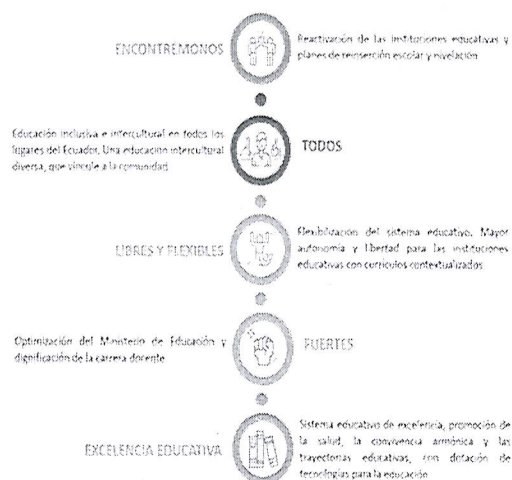 ENCONTRÉMONOS
Reactivación de las instituciones educativas y
planes de reinserción escolar y nivelación
Educación inclusiva e intercultural en todos los
lugares del Ecuador. Una educación intercultural
diversa, que vincule a la comunidad
TODOS
LIBRES Y FLEXIBLES
Flexibilización del sistema educativo. Mayor
autonomía y libertad para las instituciones
educativas con currículos contextualizados
Optimización del Ministerio de Educación y
dignificación de la carrera docente
FUERTES
EXCELENCIA EDUCATIVA
Sistema educativo de excelencia, promoción de
la salud, la convivencia armónica y las
trayectorias educativas, con dotación de
tecnologías para la educación